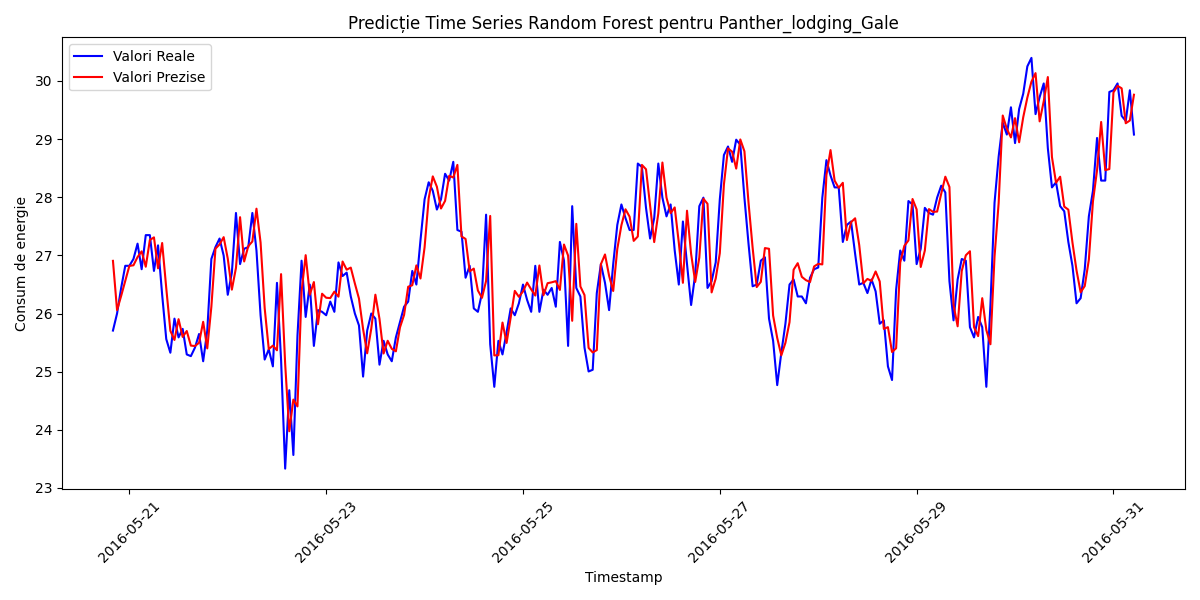 Predicție Time Series Random Forest pentru Panther_lodging_Gale
Valori Reale
Valori Prezise
Consum de energie
30
29
28
27
26
25
24
23
2016-05-21
2016-05-23
2016-05-25
2016-05-27
2016-05-29
2016-05-31
Timestamp